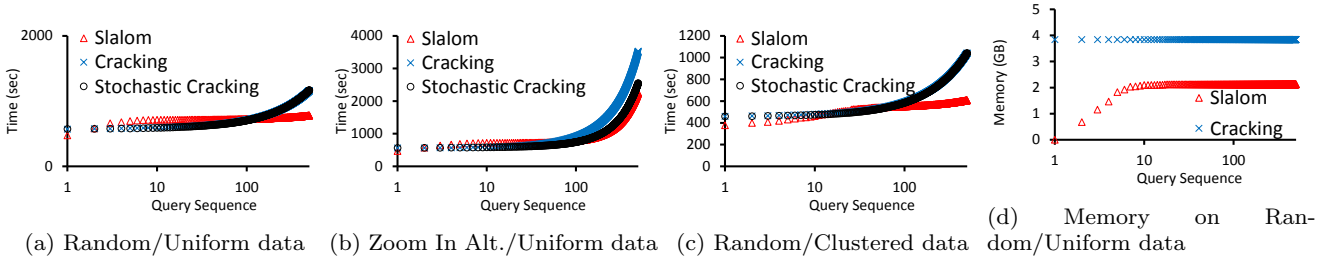 2000
1000
0
1
10
100
Time (sec)
Query Sequence
Slalom
Cracking
Stochastic Cracking
(a) Random/Uniform data
4000
3000
2000
1000
0
1
10
100
Time (sec)
Query Sequence
Slalom
Cracking
Stochastic Cracking
(b) Zoom In Alt./Uniform data
1200
1000
800
600
400
200
0
1
10
100
Time (sec)
Query Sequence
Slalom
Cracking
Stochastic Cracking
(c) Random/Clustered data
5
4
3
2
1
0
1
10
100
Memory (GB)
Query Sequence
Slalom
Cracking
(d) Memory on Ran-
dom/Uniform data